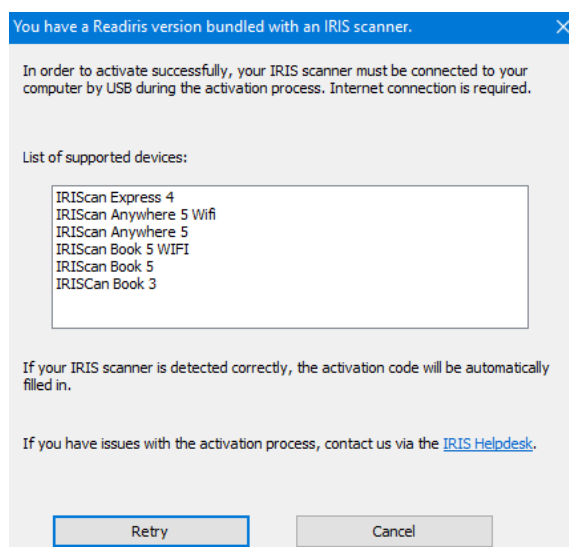 You have a Readiris version bundled with an IRIS scanner.
In order to activate successfully, your IRIS scanner must be connected to your
computer by USB during the activation process. Internet connection is required.
List of supported devices:
IRIScan Express 4
IRIScan Anywhere 5 Wifi
IRIScan Anywhere 5
IRIScan Book 5 WIFI
IRIScan Book 5
IRISCan Book 3
If your IRIS scanner is detected correctly, the activation code will be automatically
filled in.
If you have issues with the activation process, contact us via the IRIS Helpdesk.
Retry
Cancel